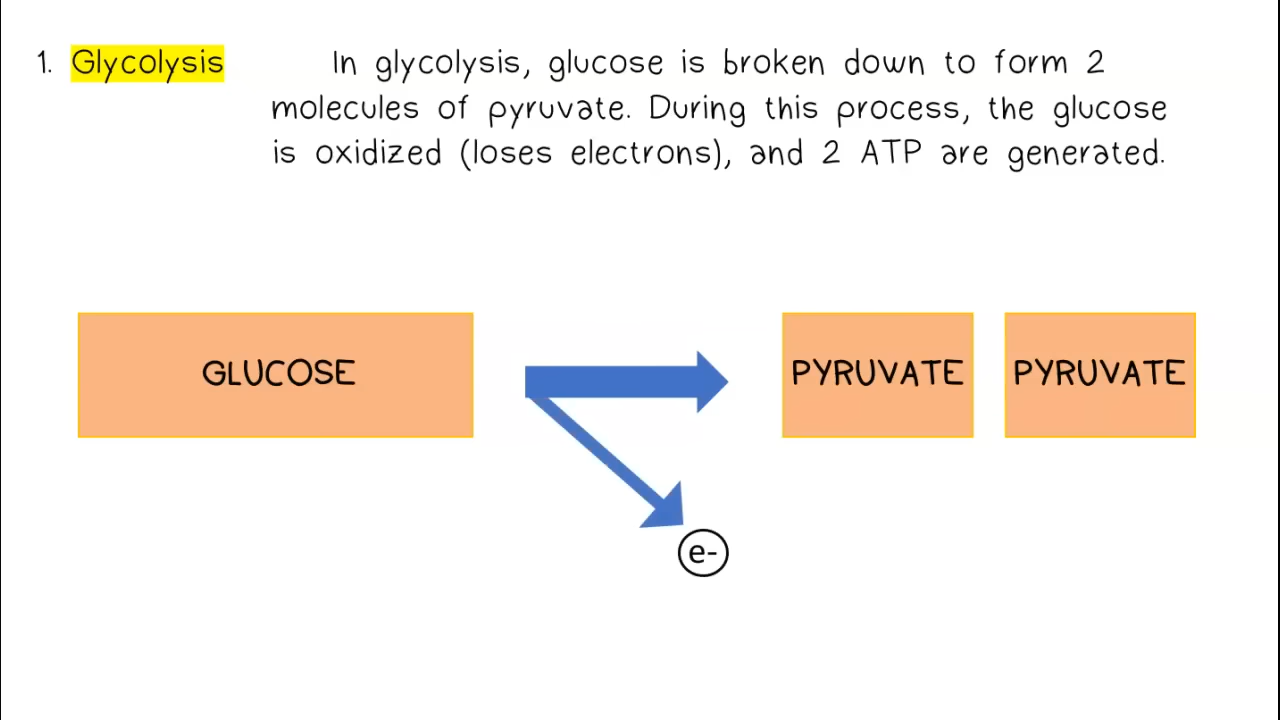 1. Glycolysis In glycolysis, glucose is broken down to form 2
molecules of pyruvate. During this process, the glucose
is oxidized (loses electrons), and 2 ATP are generated.
GLUCOSE
PYRUVATE PYRUVATE
e-